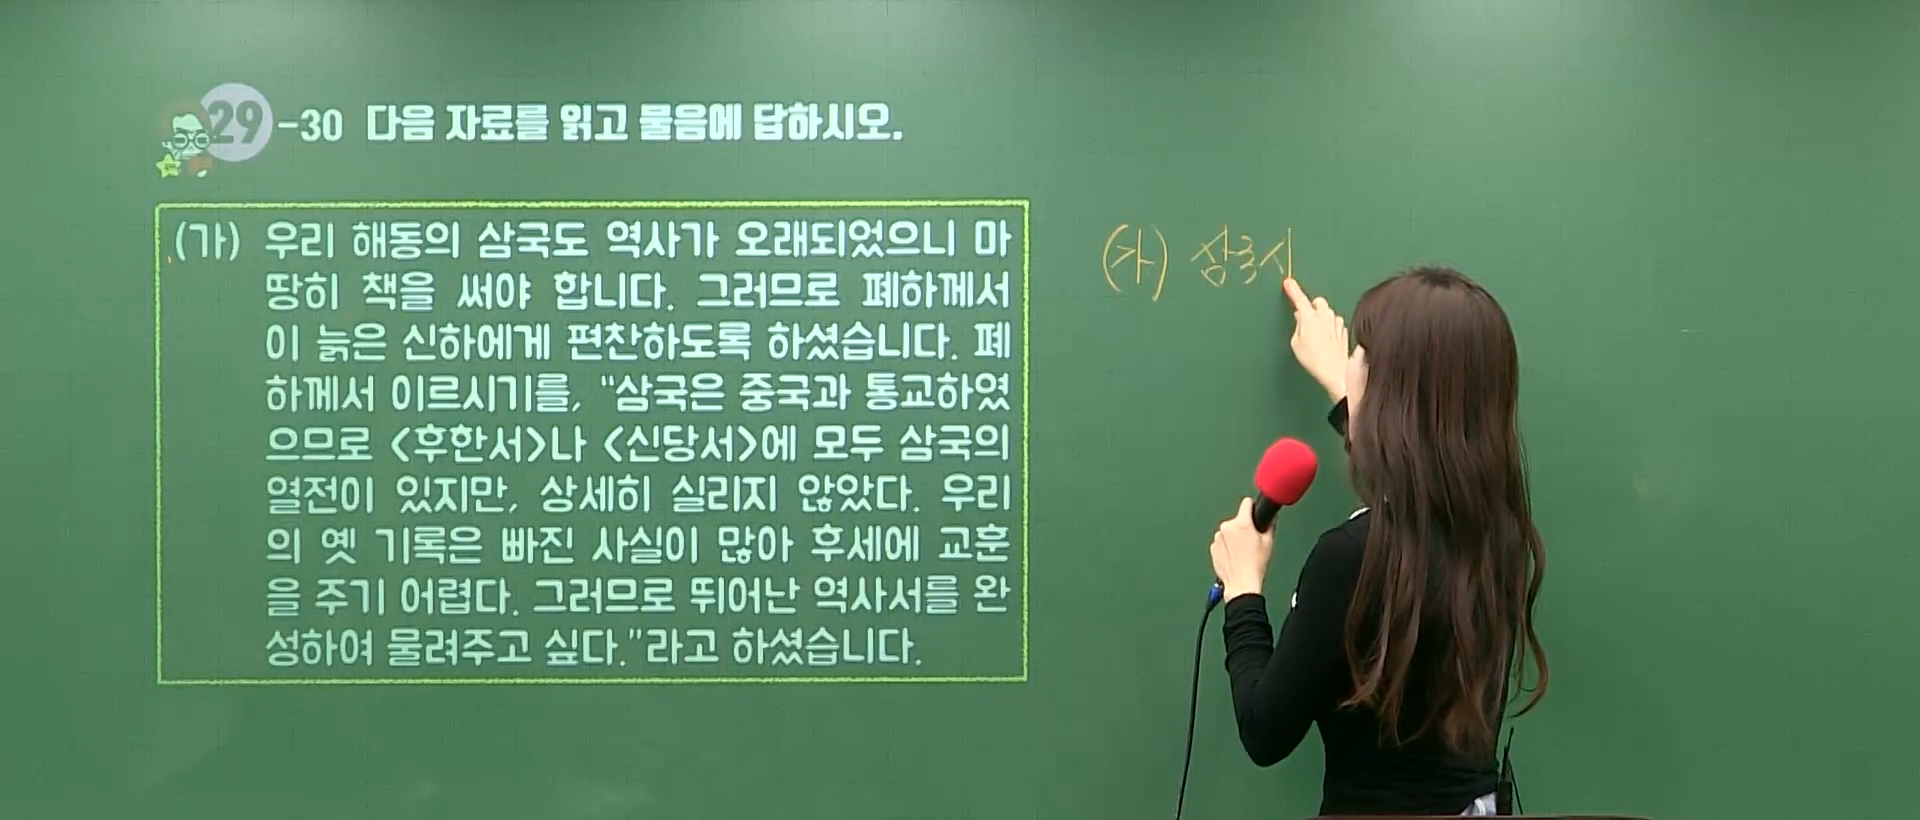 29-30 다음 자료를 읽고 물음에 답하시오.
(가) 우리 해동의 삼국도 역사가 오래되었으니 마
땅히 책을 써야 합니다. 그러므로 폐하께서
이 늙은 신하에게 편찬하도록 하셨습니다. 폐
하께서 이르시기를, “삼국은 중국과 통교하였
으므로 <후한서>나 <신당서>에 모두 삼국의
열전이 있지만, 상세히 실리지 않았다. 우리
의 옛 기록은 빠진 사실이 많아 후세에 교훈
을 주기 어렵다. 그러므로 뛰어난 역사서를 완
성하여 물려주고 싶다.”라고 하셨습니다.
(가) 삼국시